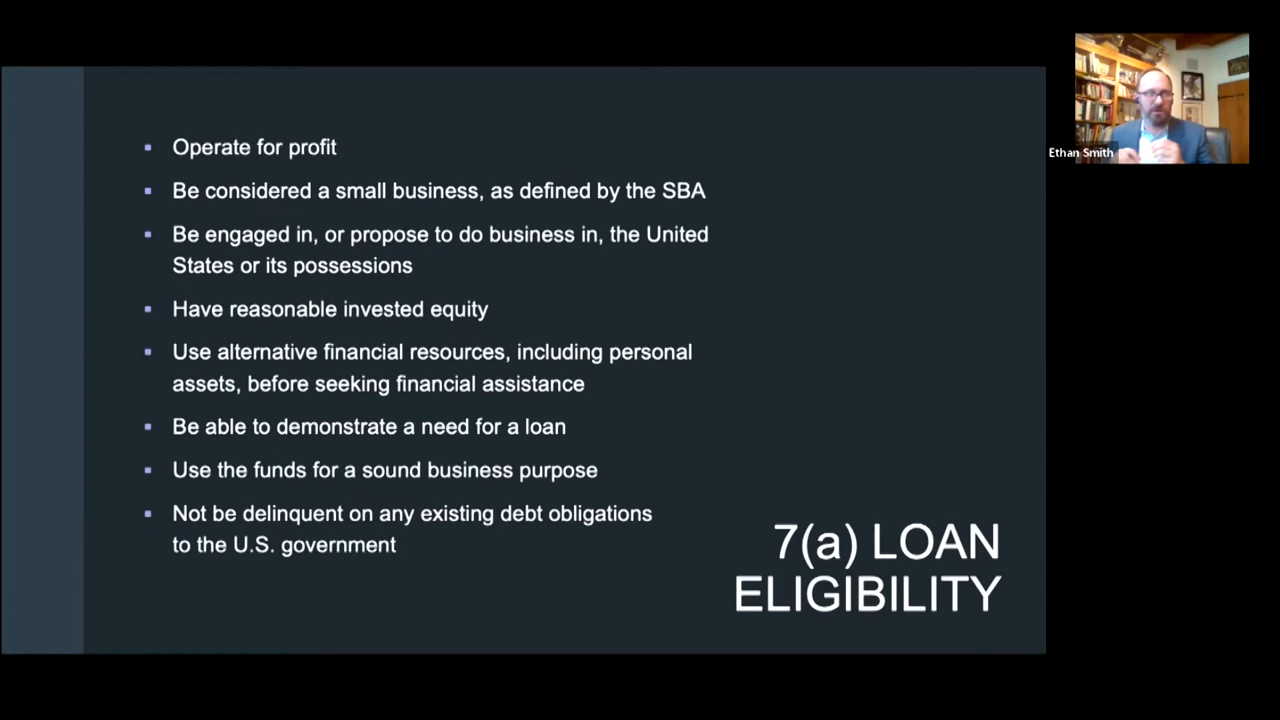 Operate for profit
Be considered a small business, as defined by the SBA
Be engaged in, or propose to do business in, the United
States or its possessions
Have reasonable invested equity
Use alternative financial resources, including personal
assets, before seeking financial assistance
Be able to demonstrate a need for a loan
Use the funds for a sound business purpose
Not be delinquent on any existing debt obligations
to the U.S. government
7(a) LOAN
ELIGIBILITY
Ethan Smith